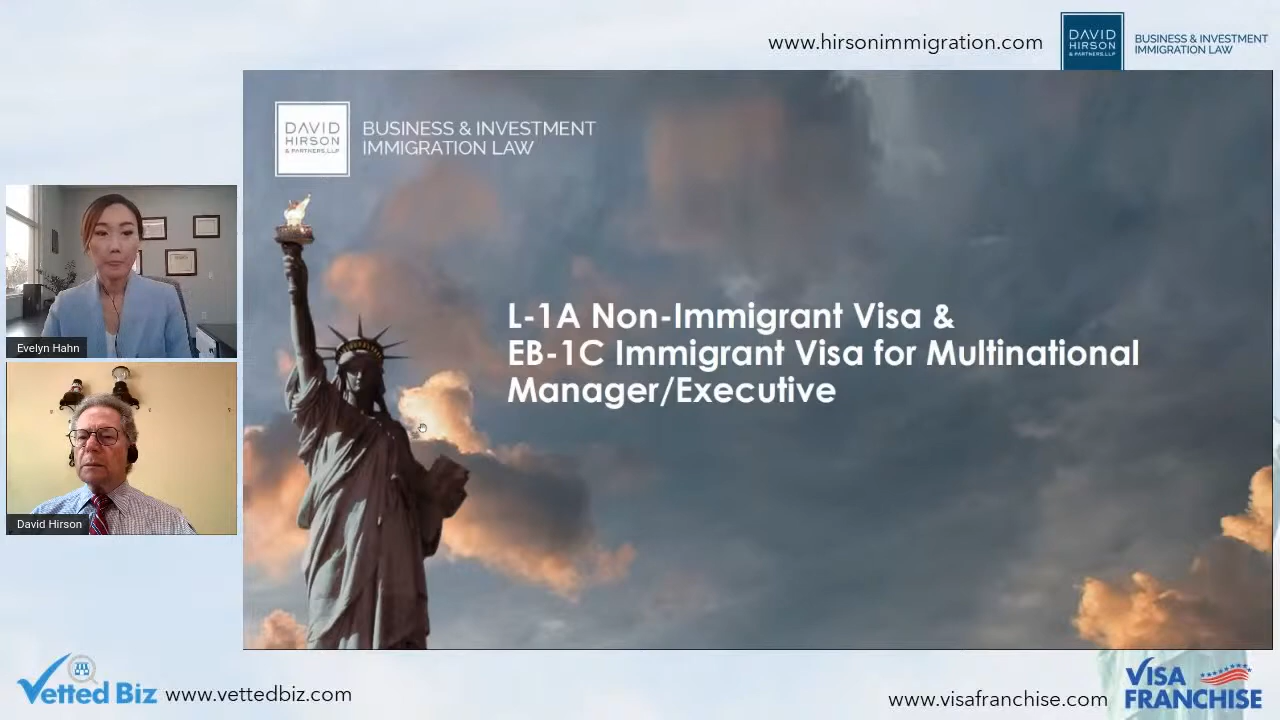 www.hirsonimmigration.com
DAVID
HIRSON
& PARTNERS, LLP
BUSINESS & INVESTMENT
IMMIGRATION LAW
DAVID
HIRSON
& PARTNERS, LLP
BUSINESS & INVESTMENT
IMMIGRATION LAW
L-1A Non-Immigrant Visa &
EB-1C Immigrant Visa for Multinational
Manager/Executive
Evelyn Hahn
David Hirson
Vetted Biz
www.vettedbiz.com
www.visafranchise.com
VISA
FRANCHISE